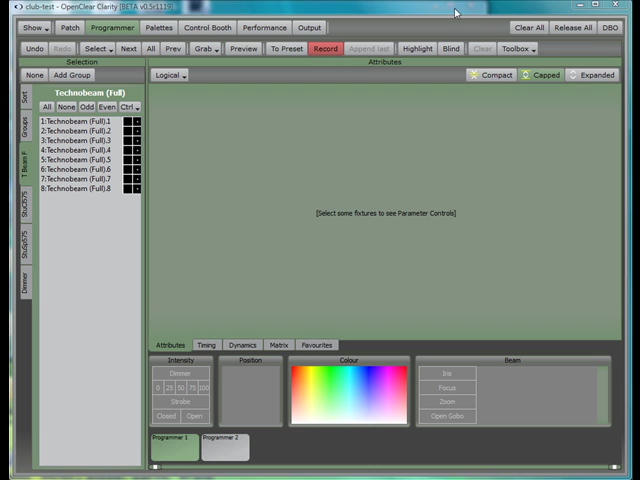 club-test - OpenClear Clarity [BETA v0.5r1119]
Show Patch Programmer Palettes Control Booth Performance Output Clear All Release All DBO
Undo Redo Select Next All Prev Grab Preview To Preset Record Append last Highlight Blind Clear Toolbox
Selection Attributes
None Add Group Logical Compact Capped Expanded
Sort
Groups
T Beam F
StuCl575
StuSp575
Dimmer
Technobeam (Full)
All None Odd Even Ctrl
1:Technobeam (Full).1
2:Technobeam (Full).2
3:Technobeam (Full).3
4:Technobeam (Full).4
5:Technobeam (Full).5
6:Technobeam (Full).6
7:Technobeam (Full).7
8:Technobeam (Full).8
[Select some fixtures to see Parameter Controls]
Attributes Timing Dynamics Matrix Favourites
Intensity Position Colour Beam
Dimmer
0 25 50 75 100
Strobe
Closed Open
Iris
Focus
Zoom
Open Gobo
Programmer 1 Programmer 2